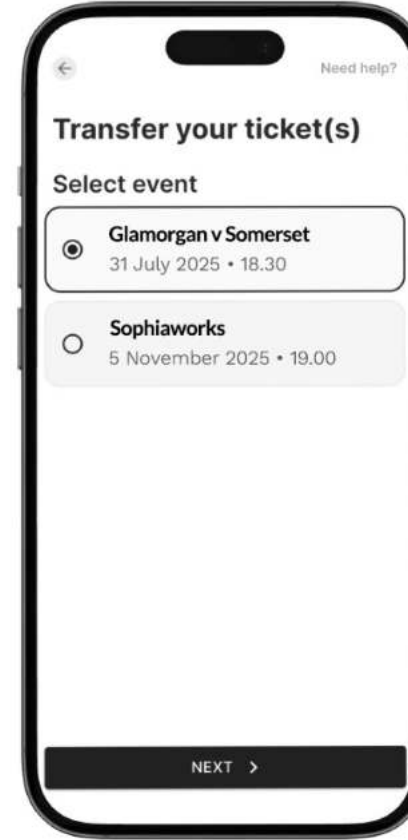 Need help?
Transfer your ticket(s)
Select event
Glamorgan v Somerset
31 July 2025 • 18.30
Sophiaworks
5 November 2025 • 19.00
NEXT